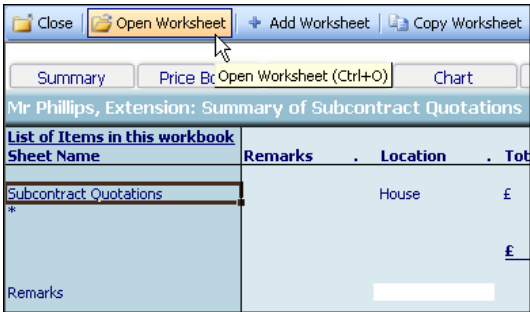 Close Open Worksheet Add Worksheet Copy Worksheet
Summary Price Bo Open Worksheet (Ctrl+O) Chart
Mr Phillips, Extension: Summary of Subcontract Quotations
List of Items in this workbook
Sheet Name Remarks . Location . Tot
Subcontract Quotations House £
*
£
Remarks